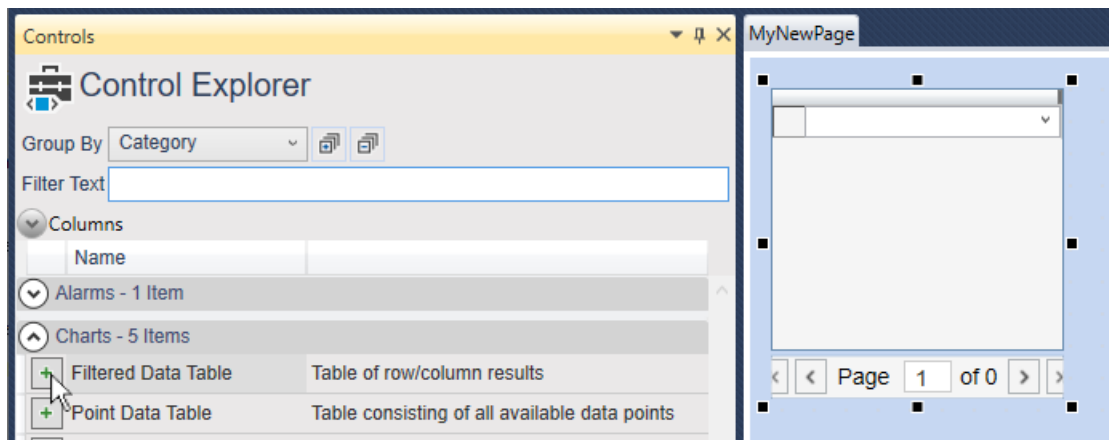 Controls
Control Explorer
Group By Category
Filter Text
Columns
Name
Alarms - 1 Item
Charts - 5 Items
Filtered Data Table Table of row/column results
Point Data Table Table consisting of all available data points
MyNewPage
Page 1 of 0